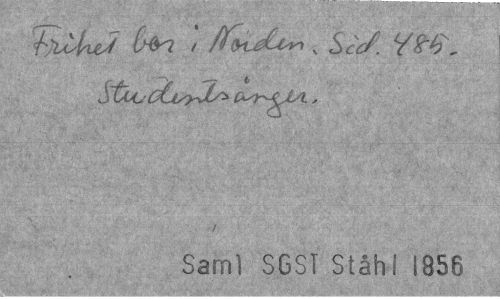 Frihet bor i Norden. Sid. 485.
Studentsånger.
Saml SGST Ståhl 1856